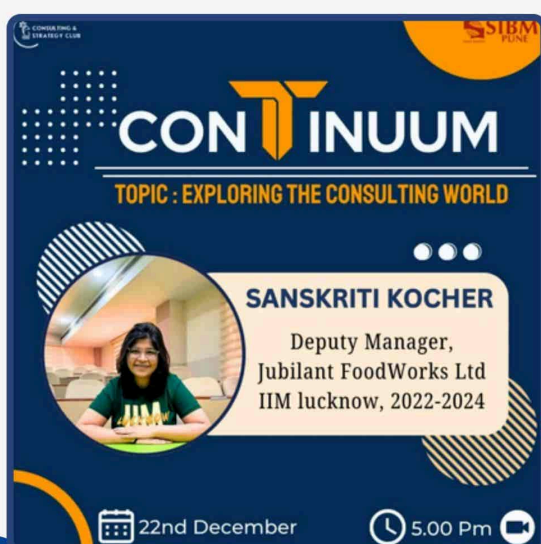 CONSULTING &
STRATEGY CLUB
SIBM
PUNE
CONTINUUM
TOPIC : EXPLORING THE CONSULTING WORLD
SANSKRITI KOCHER
Deputy Manager,
Jubilant FoodWorks Ltd
IIM lucknow, 2022-2024
IIM
22nd December
5.00 Pm